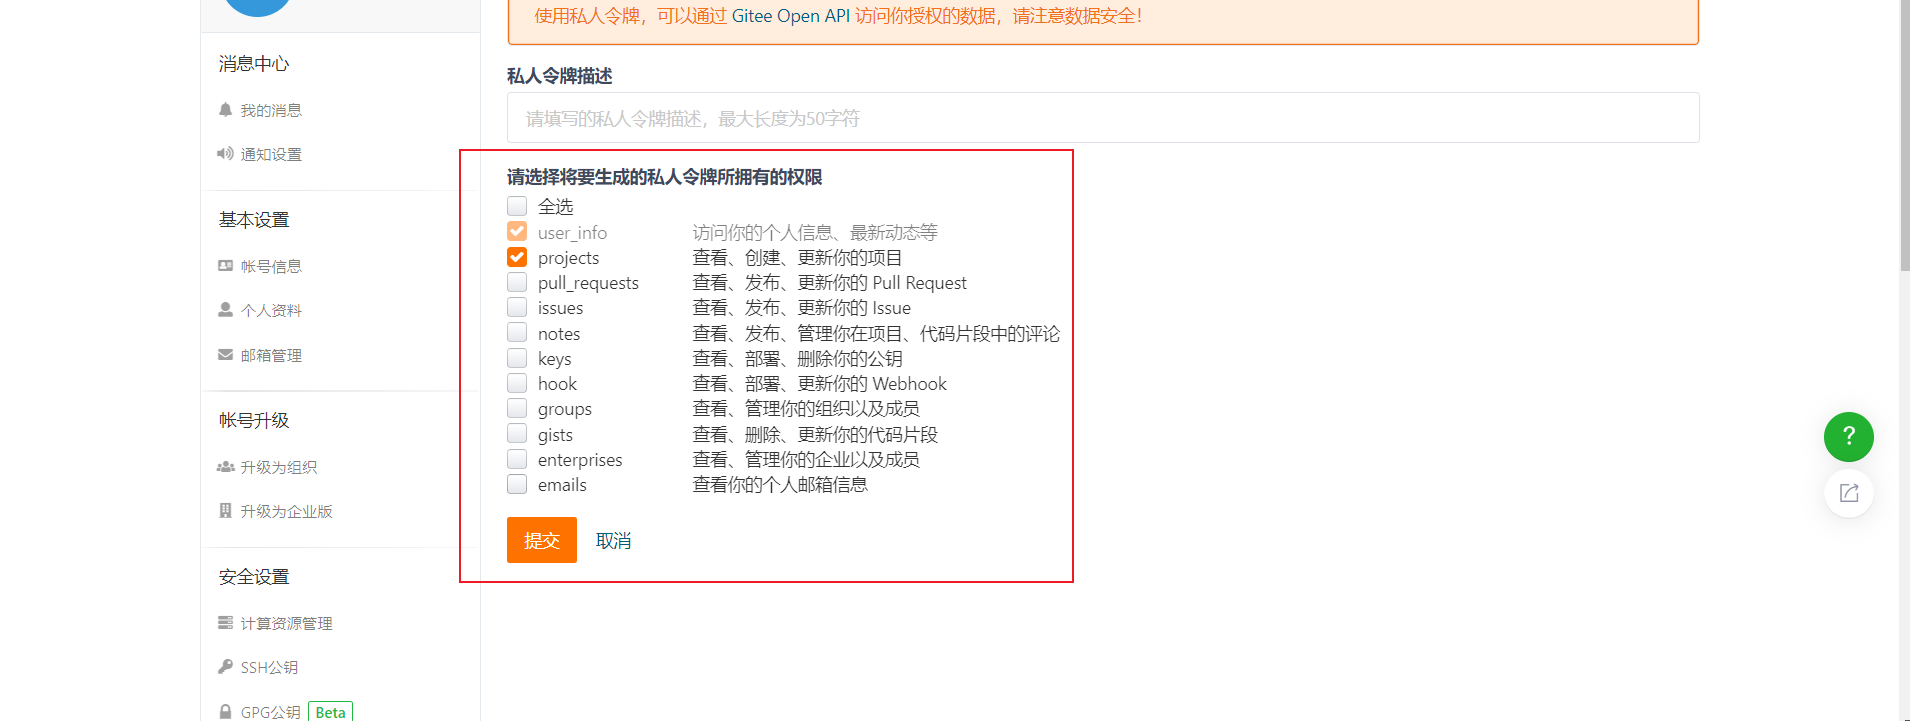 使用私人令牌，可以通过 Gitee Open API 访问你授权的数据，请注意数据安全！
消息中心
我的消息
通知设置
基本设置
帐号信息
个人资料
邮箱管理
帐号升级
升级为组织
升级为企业版
安全设置
计算资源管理
SSH公钥
GPG公钥 Beta
私人令牌描述
请填写的私人令牌描述，最大长度为50字符
请选择将要生成的私人令牌所拥有的权限
全选
user_info 访问你的个人信息、最新动态等
projects 查看、创建、更新你的项目
pull_requests 查看、发布、更新你的 Pull Request
issues 查看、发布、更新你的 Issue
notes 查看、发布、管理你在项目、代码片段中的评论
keys 查看、部署、删除你的公钥
hook 查看、部署、更新你的 Webhook
groups 查看、管理你的组织以及成员
gists 查看、删除、更新你的代码片段
enterprises 查看、管理你的企业以及成员
emails 查看你的个人邮箱信息
提交 取消
?